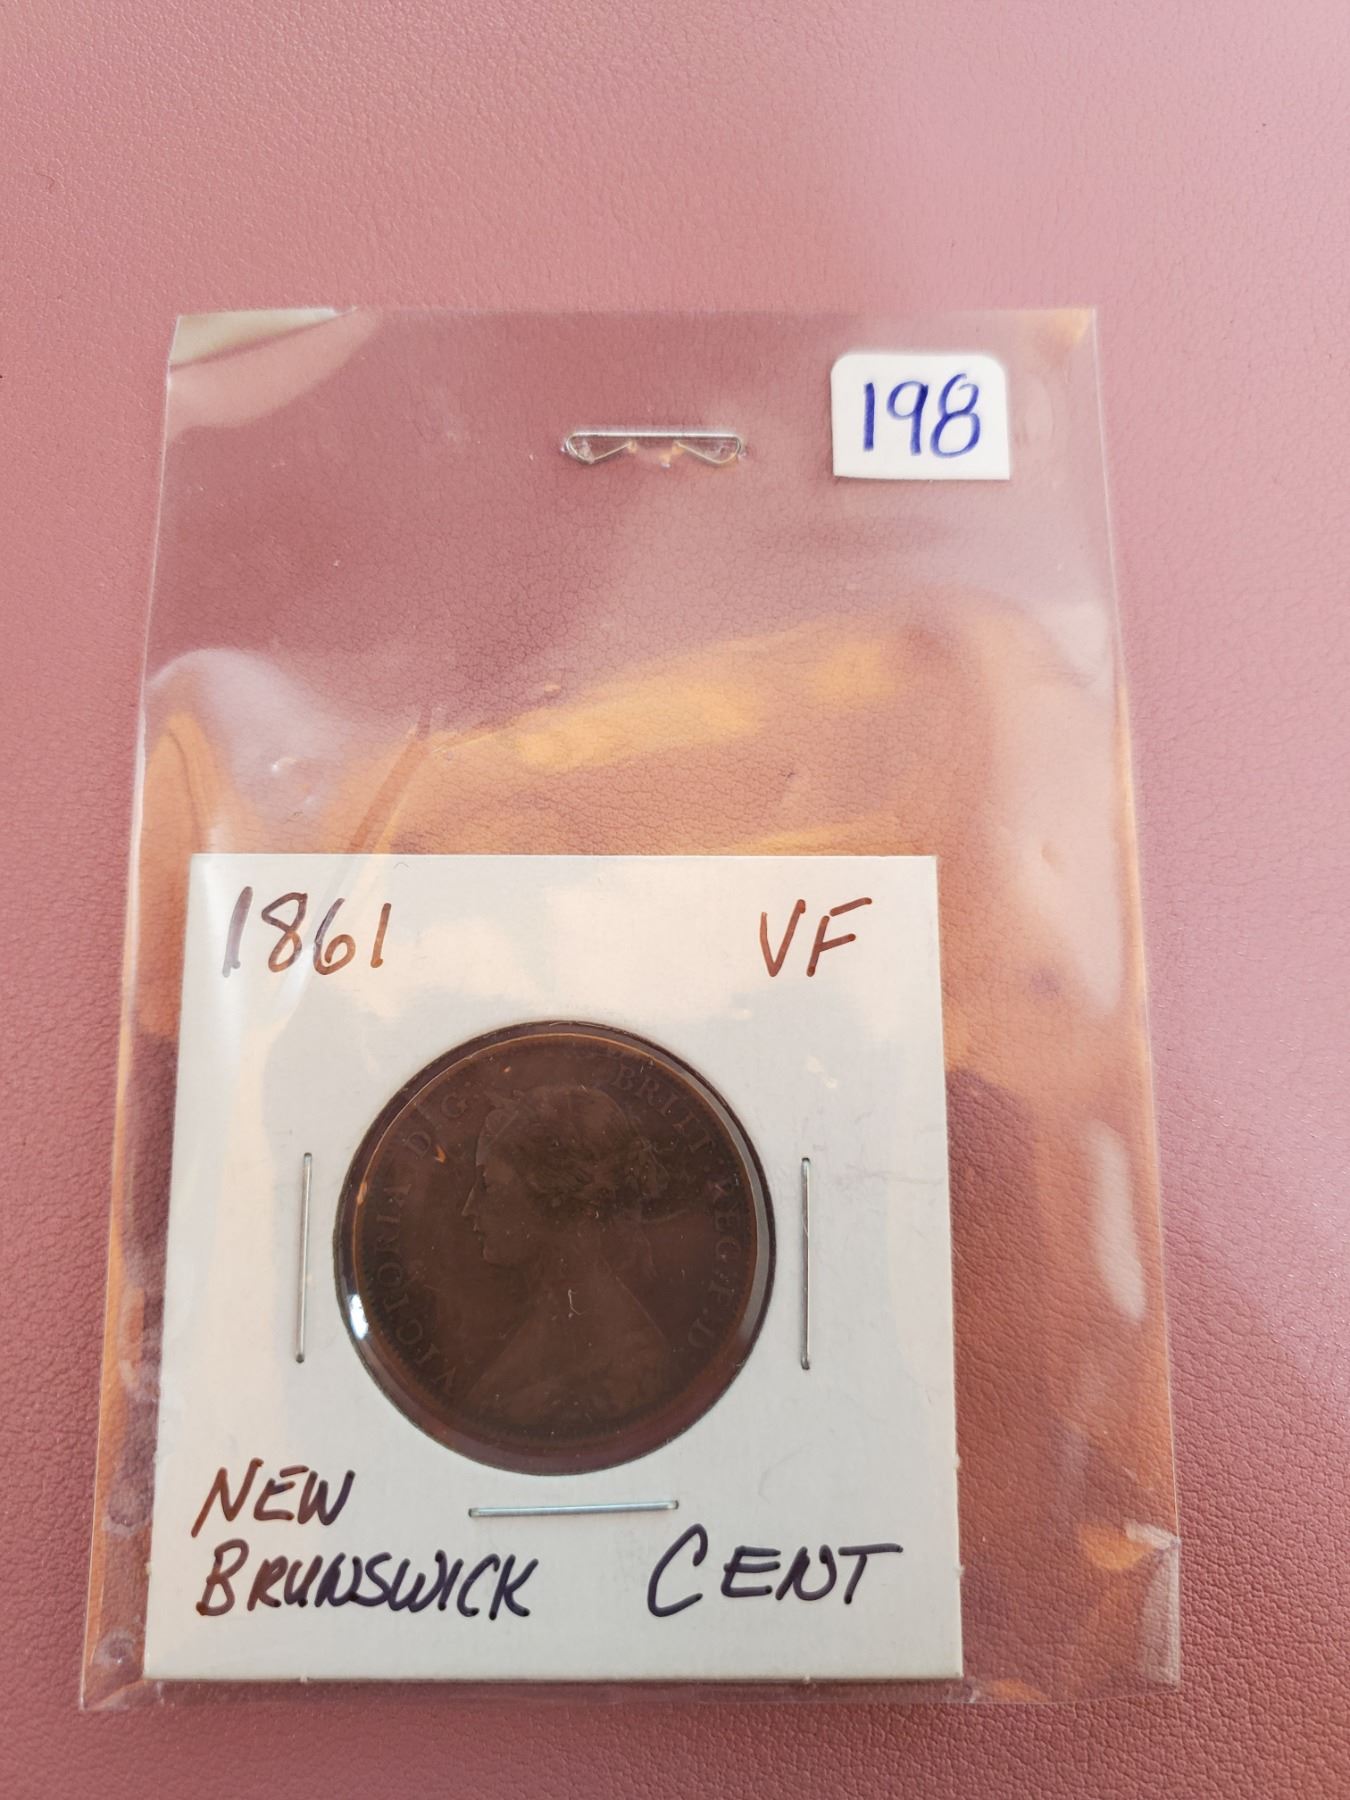 198
1861 VF
VICTORIA D:G: BRITT: REG: F:D:
NEW
BRUNSWICK CENT